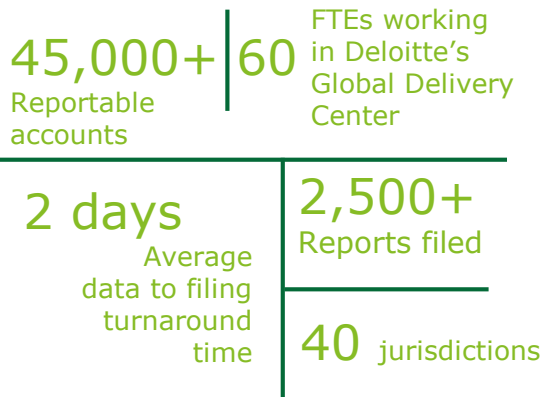 45,000+
Reportable
accounts
60
FTEs working
in Deloitte's
Global Delivery
Center
2 days
Average
data to filing
turnaround
time
2,500+
Reports filed
40 jurisdictions